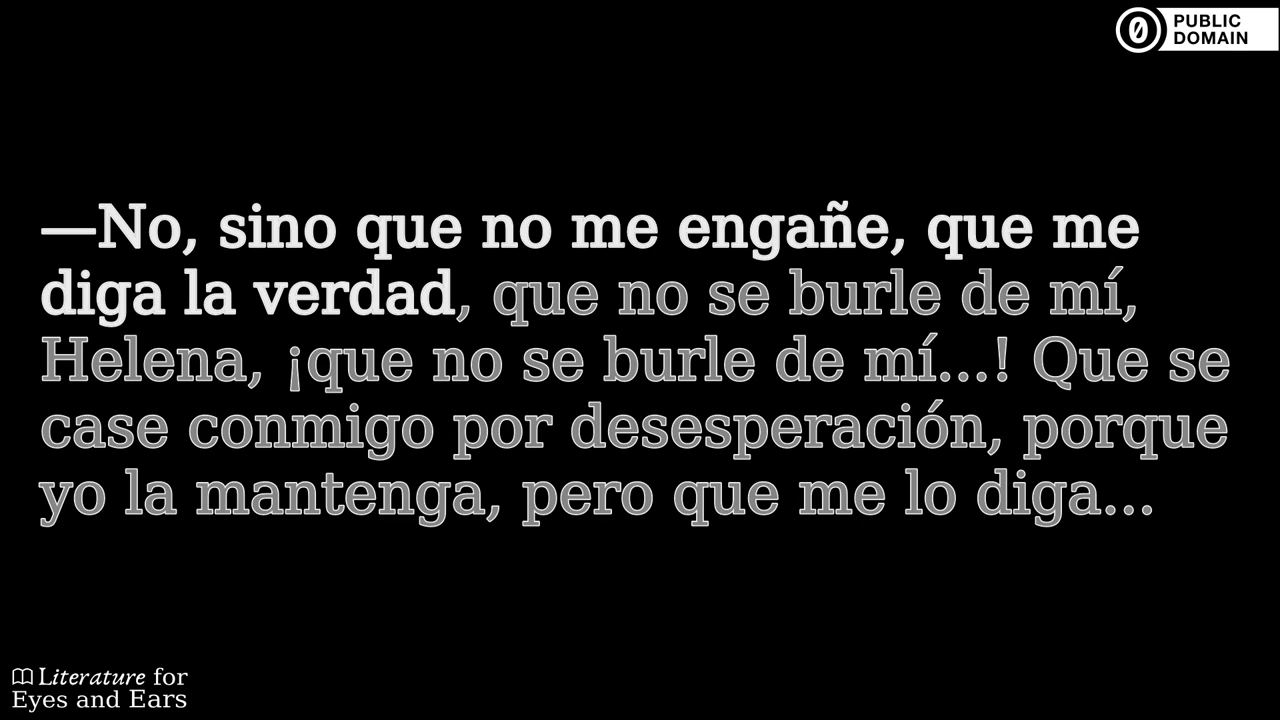 PUBLIC
DOMAIN
—No, sino que no me engañe, que me
diga la verdad, que no se burle de mí,
Helena, ¡que no se burle de mí...! Que se
case conmigo por desesperación, porque
yo la mantenga, pero que me lo diga...
Literature for
Eyes and Ears